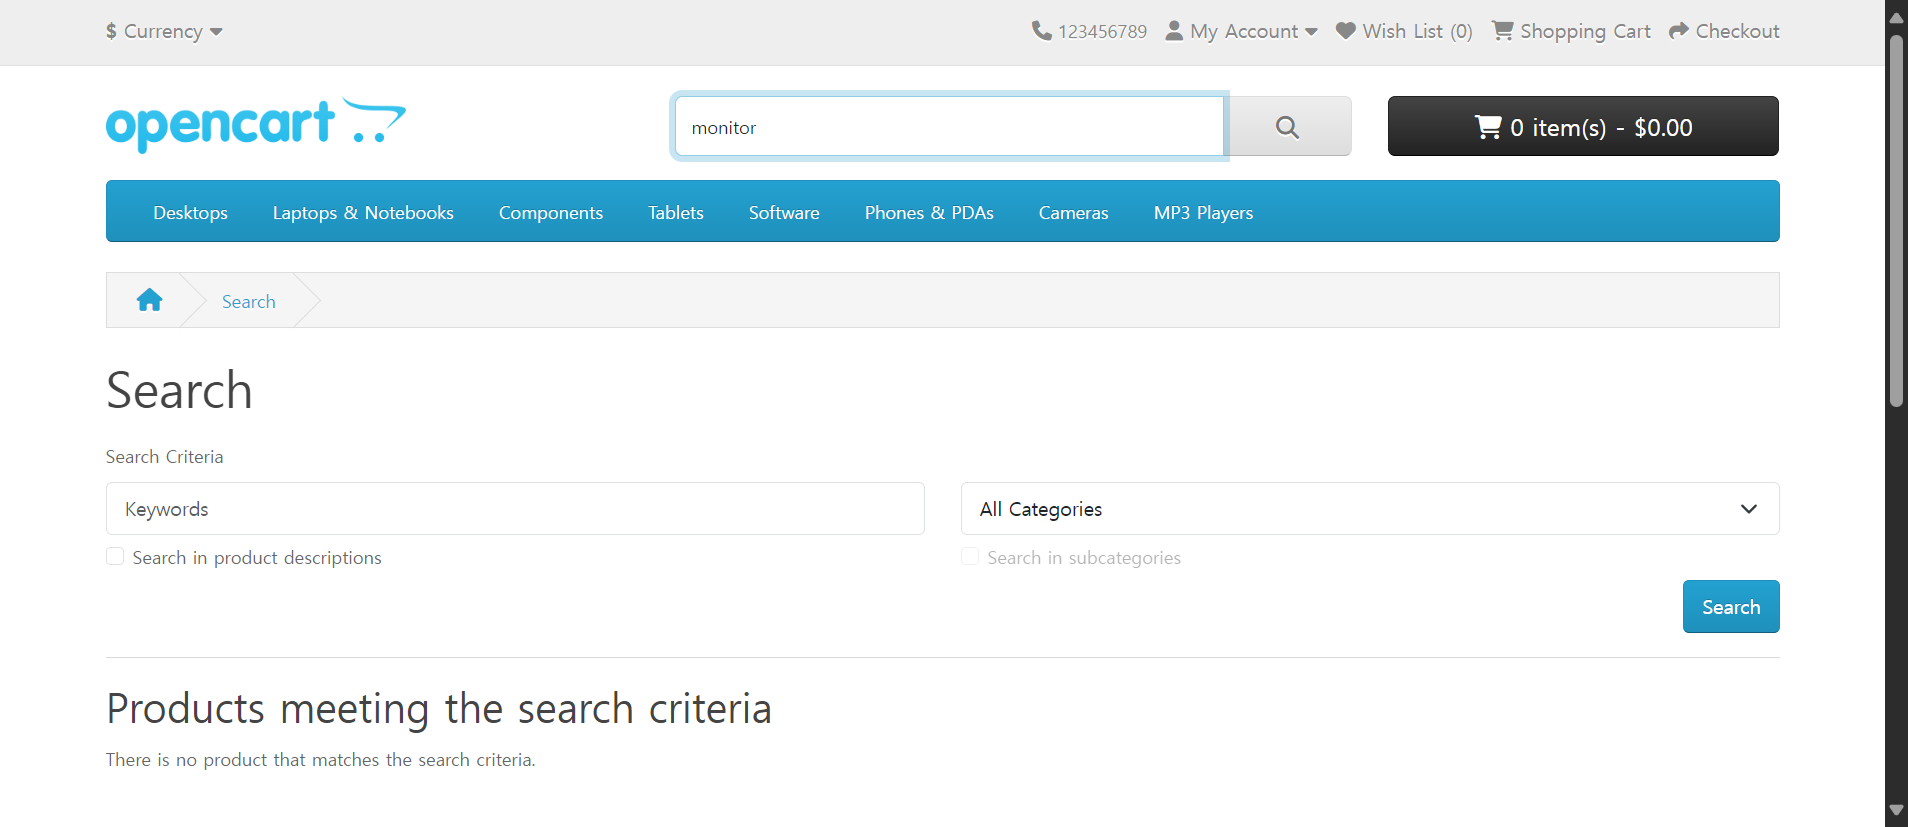 $ Currency
123456789 My Account Wish List (0) Shopping Cart Checkout
opencart
monitor
0 item(s) - $0.00
Desktops Laptops & Notebooks Components Tablets Software Phones & PDAs Cameras MP3 Players
Search
Search
Search Criteria
Keywords
All Categories
Search in product descriptions
Search in subcategories
Search
Products meeting the search criteria
There is no product that matches the search criteria.